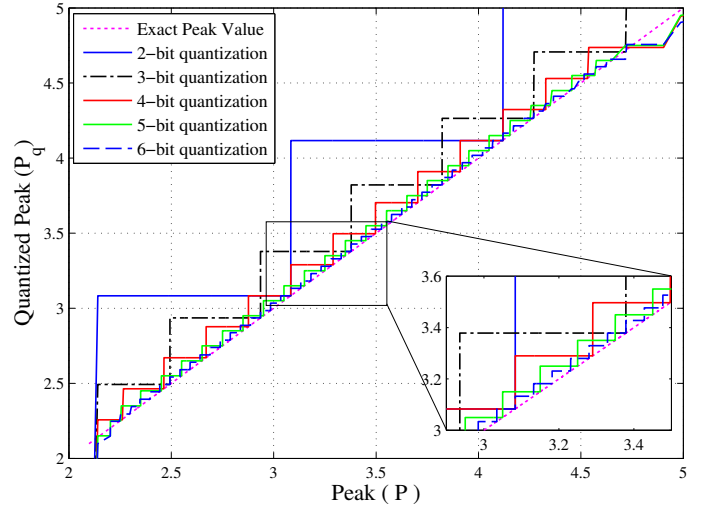 Exact Peak Value
2−bit quantization
3−bit quantization
4−bit quantization
5−bit quantization
6−bit quantization
5
4.5
4
3.5
3
2.5
2
Quantized Peak (P_q)
2
2.5
3
3.5
4
4.5
5
Peak ( P )
3.6
3.4
3.2
3
3
3.2
3.4